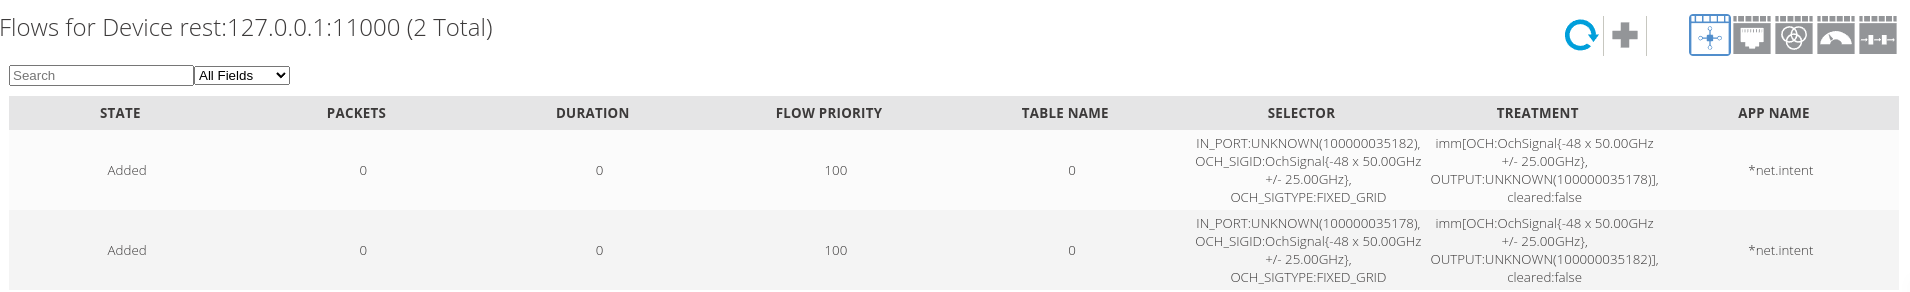 Flows for Device rest:127.0.0.1:11000 (2 Total)
Search All Fields
STATE PACKETS DURATION FLOW PRIORITY TABLE NAME SELECTOR TREATMENT APP NAME
IN_PORT:UNKNOWN(100000035182), imm[OCH:OchSignal{-48 x 50.00GHz
OCH_SIGID:OchSignal{-48 x 50.00GHz +/- 25.00GHz},
Added 0 0 100 0 *net.intent
+/- 25.00GHz}, OUTPUT:UNKNOWN(100000035178)],
OCH_SIGTYPE:FIXED_GRID cleared:false
IN_PORT:UNKNOWN(100000035178), imm[OCH:OchSignal{-48 x 50.00GHz
OCH_SIGID:OchSignal{-48 x 50.00GHz +/- 25.00GHz},
Added 0 0 100 0 *net.intent
+/- 25.00GHz}, OUTPUT:UNKNOWN(100000035182)],
OCH_SIGTYPE:FIXED_GRID cleared:false